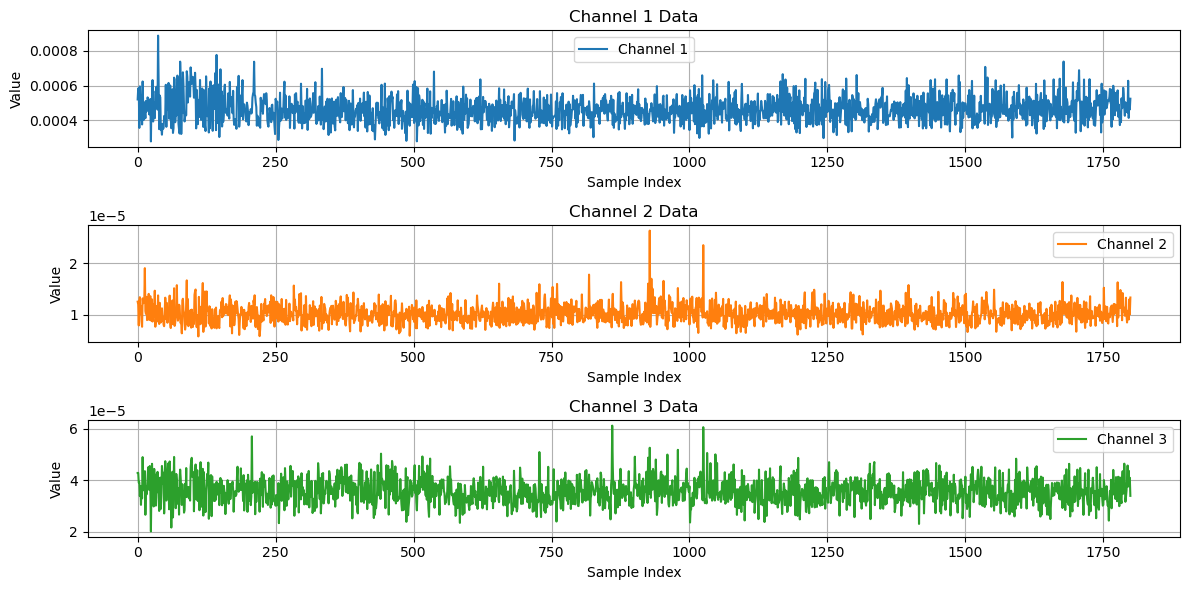 Channel 1 Data
Value
0.0008
0.0006
0.0004
Channel 1
0 250 500 750 1000 1250 1500 1750
Sample Index
Channel 2 Data
1e−5
Value
2
1
Channel 2
0 250 500 750 1000 1250 1500 1750
Sample Index
Channel 3 Data
1e−5
Value
6
4
2
Channel 3
0 250 500 750 1000 1250 1500 1750
Sample Index